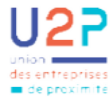 U2P
union
des entreprises
de proximité